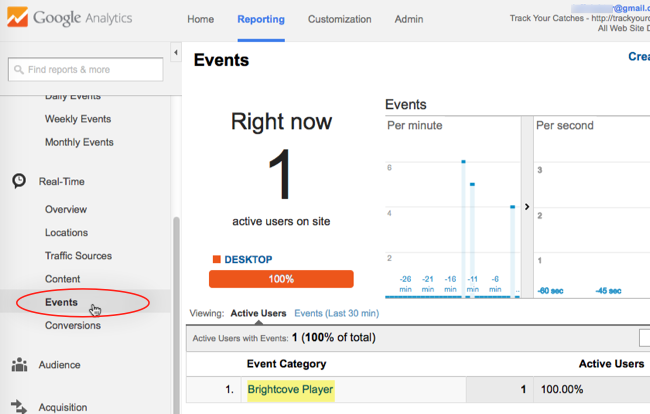 Google Analytics
Home Reporting Customization Admin
@gmail.c
Track Your Catches - http://trackyourc
All Web Site D
Find reports & more
Daily Events
Weekly Events
Monthly Events
Real-Time
Overview
Locations
Traffic Sources
Content
Events
Conversions
Audience
Acquisition
Events
Crea
Right now
1
active users on site
DESKTOP
100%
Events
Per minute
6
4
2
-26 min
-21 min
-16 min
-11 min
-6 min
Per second
3
2
1
-60 sec
-45 sec
Viewing: Active Users Events (Last 30 min)
Active Users with Events: 1 (100% of total)
Event Category Active Users
1. Brightcove Player 1 100.00%